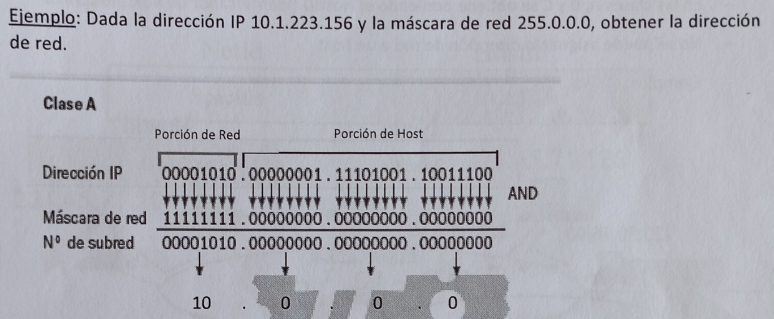 Ejemplo: Dada la dirección IP 10.1.223.156 y la máscara de red 255.0.0.0, obtener la dirección
de red.
Clase A
Porción de Red Porción de Host
Dirección IP 00001010 . 00000001 . 11101001 . 10011100
AND
Máscara de red 11111111 . 00000000 . 00000000 . 00000000
Nº de subred 00001010 . 00000000 . 00000000 . 00000000
10 . 0 . 0 . 0